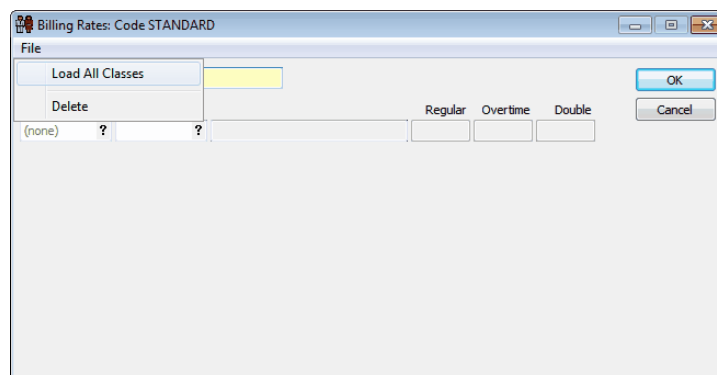 Billing Rates: Code STANDARD
File
Load All Classes
OK
Delete
Regular Overtime Double Cancel
(none) ? ?